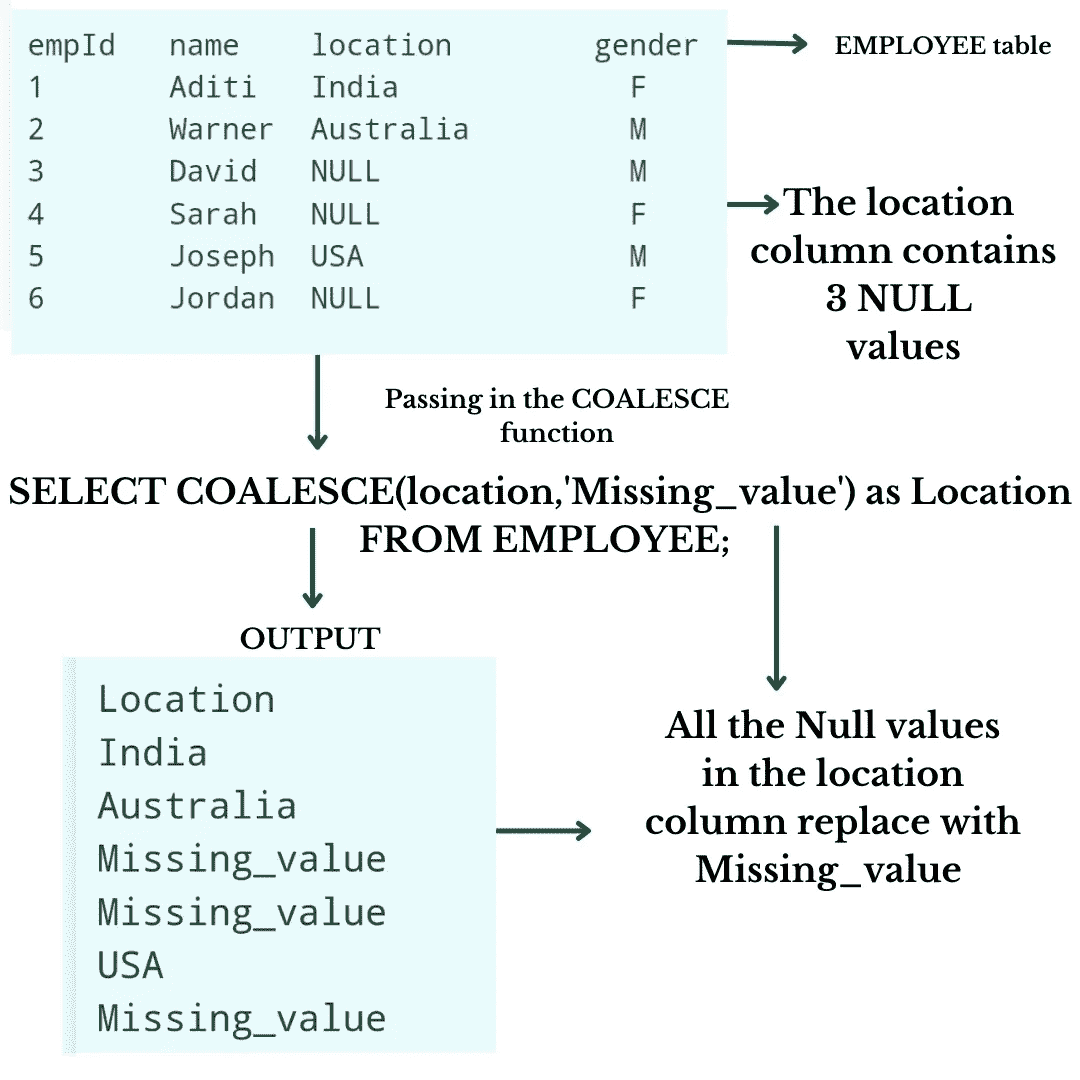 empId name location gender
1 Aditi India F
2 Warner Australia M
3 David NULL M
4 Sarah NULL F
5 Joseph USA M
6 Jordan NULL F
EMPLOYEE table
The location
column contains
3 NULL
values
Passing in the COALESCE
function
SELECT COALESCE(location,'Missing_value') as Location
FROM EMPLOYEE;
OUTPUT
Location
India
Australia
Missing_value
Missing_value
USA
Missing_value
All the Null values
in the location
column replace with
Missing_value